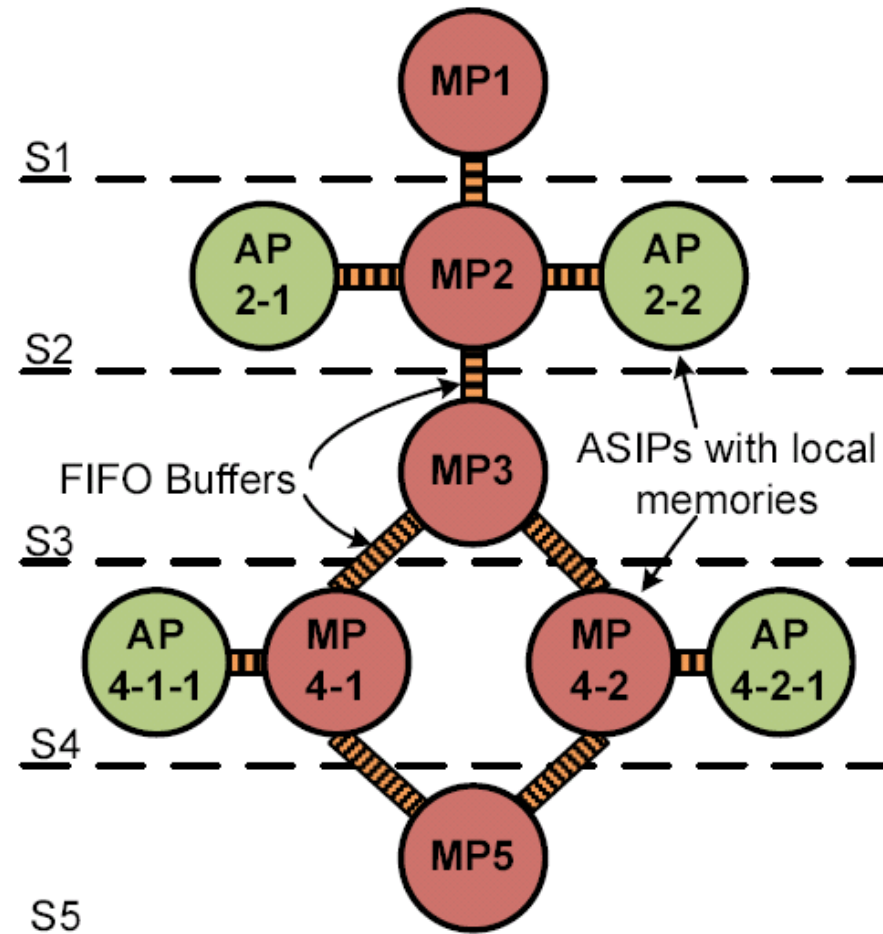 MP1
S1
AP
2-1
MP2
AP
2-2
S2
MP3
FIFO Buffers
ASIPs with local
memories
S3
AP
4-1-1
MP
4-1
MP
4-2
AP
4-2-1
S4
MP5
S5